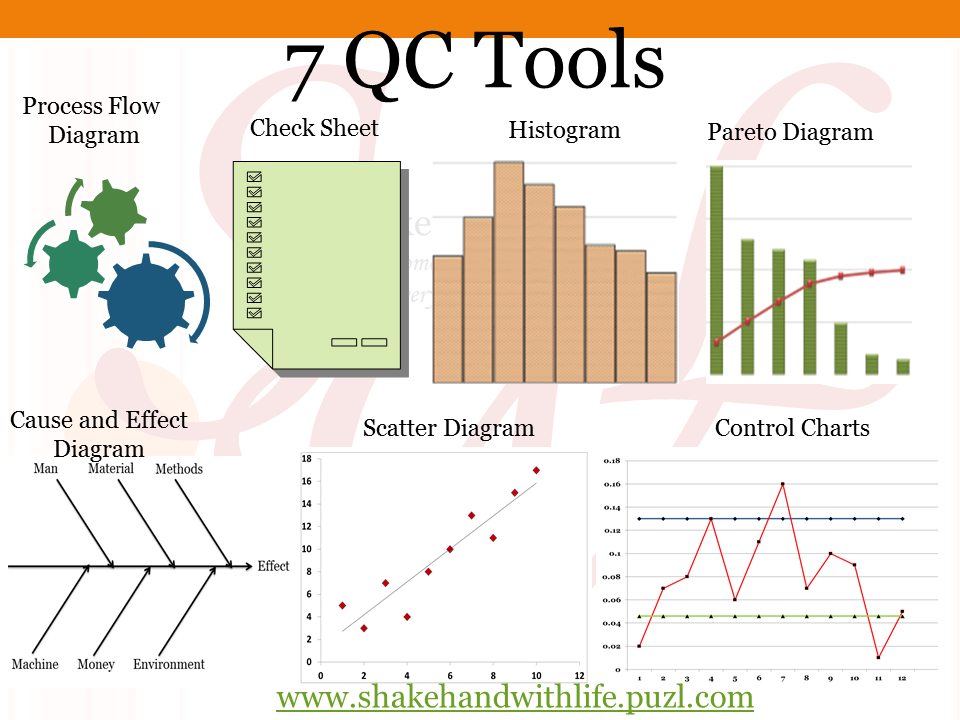 7 QC Tools
Process Flow
Diagram
Check Sheet
Histogram
Pareto Diagram
Cause and Effect
Diagram
Man
Material
Methods
Effect
Machine
Money
Environment
Scatter Diagram
18
16
14
12
10
8
6
4
2
0
0 2 4 6 8 10 12
Control Charts
0.18
0.16
0.14
0.12
0.1
0.08
0.06
0.04
0.02
0
1 2 3 4 5 6 7 8 9 10 11 12
www.shakehandwithlife.puzl.com